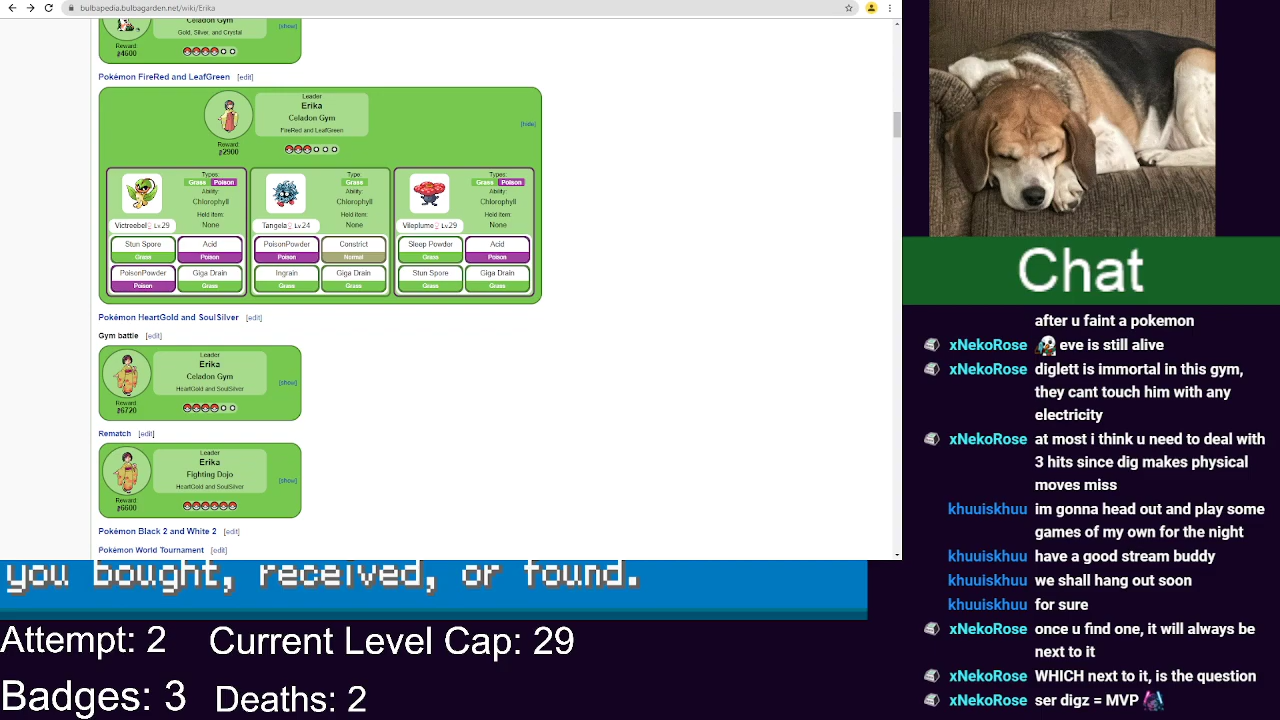 bulbapedia.bulbagarden.net/wiki/Erika
Celadon Gym
Gold, Silver, and Crystal
[show]
Reward:
4600
Pokémon FireRed and LeafGreen [edit]
Leader
Erika
Celadon Gym
FireRed and LeafGreen
[hide]
Reward:
2900
Types:
Grass Poison
Ability:
Chlorophyll
Held item:
None
Victreebel♀ Lv.29
Stun Spore
Grass
Acid
Poison
PoisonPowder
Poison
Giga Drain
Grass
Type:
Grass
Ability:
Chlorophyll
Held item:
None
Tangela♀ Lv.24
PoisonPowder
Poison
Constrict
Normal
Ingrain
Grass
Giga Drain
Grass
Types:
Grass Poison
Ability:
Chlorophyll
Held item:
None
Vileplume♀ Lv.29
Sleep Powder
Grass
Acid
Poison
Stun Spore
Grass
Giga Drain
Grass
Pokémon HeartGold and SoulSilver [edit]
Gym battle [edit]
Leader
Erika
Celadon Gym
HeartGold and SoulSilver
[show]
Reward:
6720
Rematch [edit]
Leader
Erika
Fighting Dojo
HeartGold and SoulSilver
[show]
Reward:
6600
Pokémon Black 2 and White 2 [edit]
Pokémon World Tournament [edit]
you bought, received, or found.
Attempt: 2 Current Level Cap: 29
Badges: 3 Deaths: 2
Chat
after u faint a pokemon
xNekoRose eve is still alive
xNekoRose diglett is immortal in this gym,
they cant touch him with any
electricity
xNekoRose at most i think u need to deal with
3 hits since dig makes physical
moves miss
khuuiskhuu im gonna head out and play some
games of my own for the night
khuuiskhuu have a good stream buddy
khuuiskhuu we shall hang out soon
khuuiskhuu for sure
xNekoRose once u find one, it will always be
next to it
xNekoRose WHICH next to it, is the question
xNekoRose ser digz = MVP